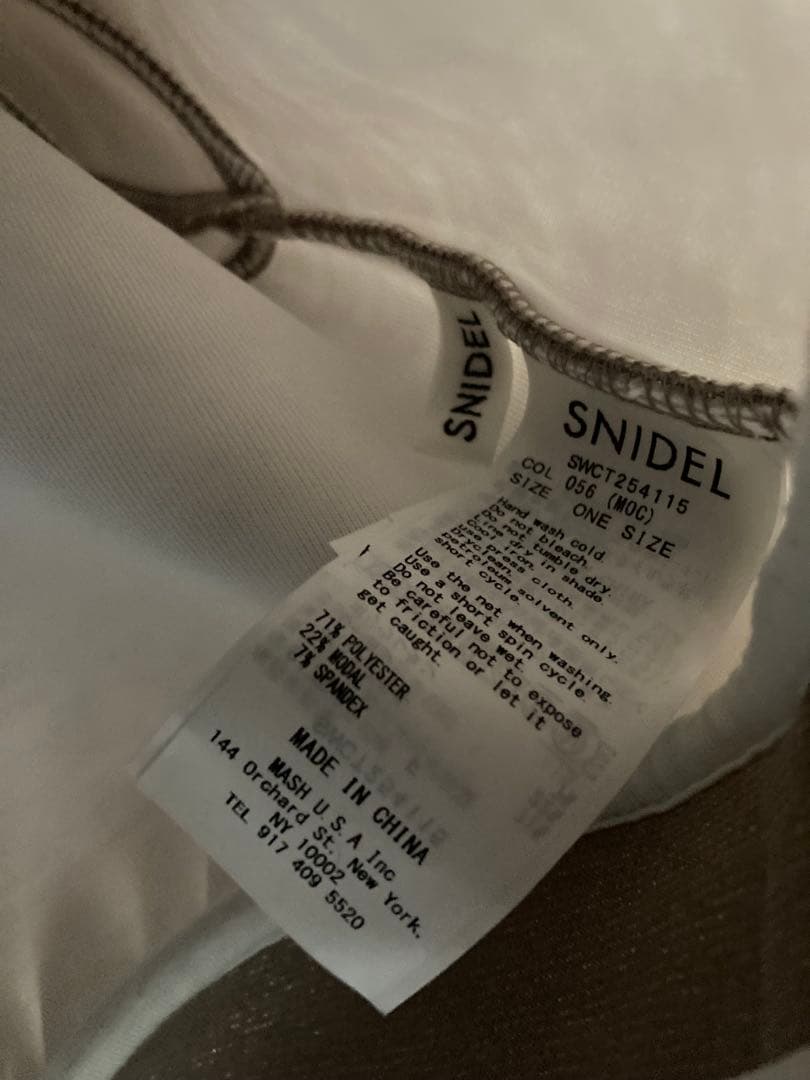 SNIDEL
SNIDEL
SWCT254115
COL 056 (MOC)
SIZE ONE SIZE
Hand wash cold.
Do not bleach.
Do not tumble dry.
Line dry in shade.
Cool iron.
Use press cloth.
Dryclean,
petroleum solvent only.
short cycle.
Use the net when washing.
Use a short spin cycle.
Do not leave wet.
Be careful not to expose
to friction or let it
get caught.
71% POLYESTER
22% MODAL
7% SPANDEX
MADE IN CHINA
MASH U.S.A Inc
144 Orchard St. New York.
NY 10002
TEL 917 409 5520